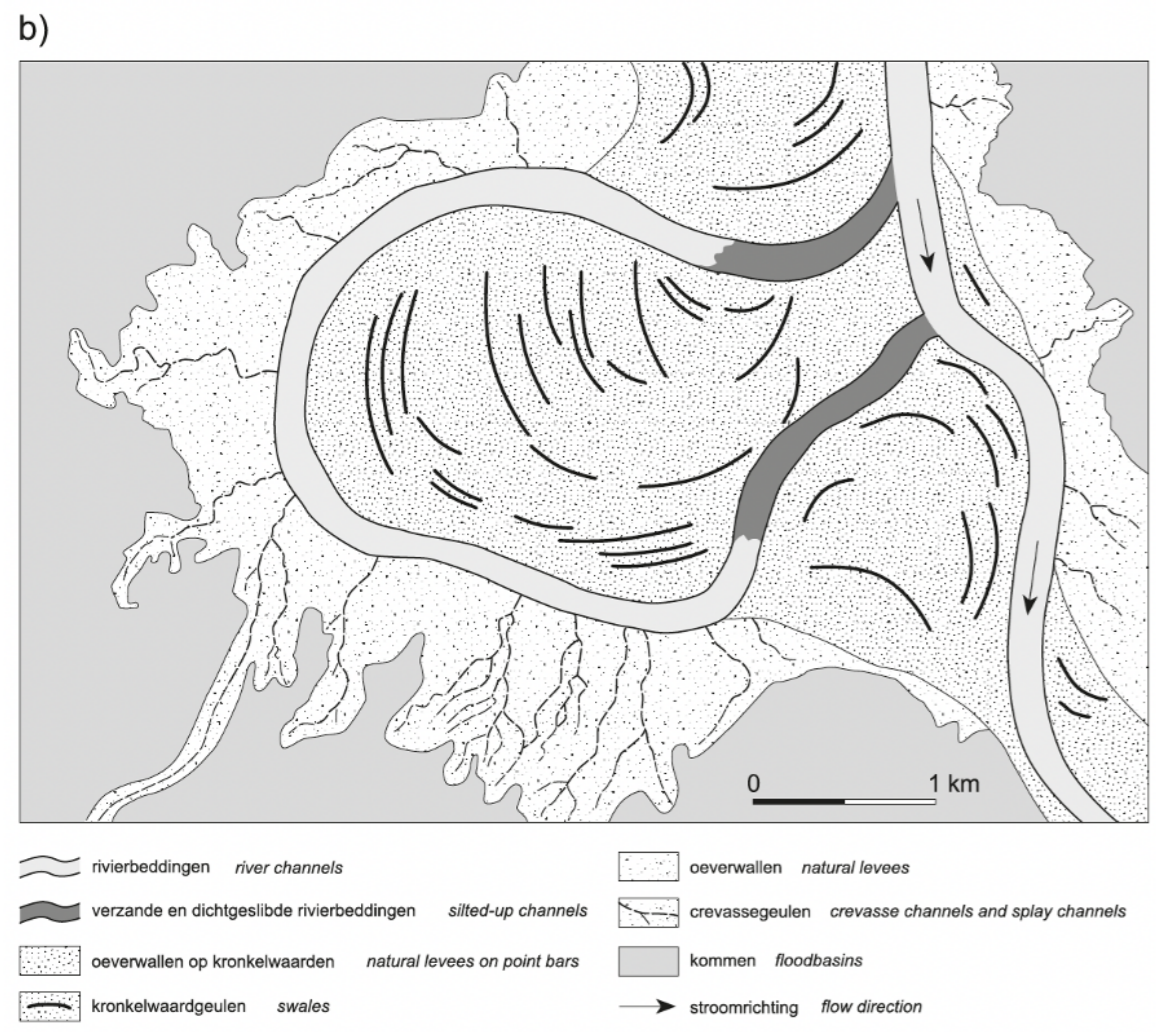 b)
0 1 km
rivierbeddingen river channels
verzande en dichtgeslibde rivierbeddingen silted-up channels
oeverwallen op kronkelwaarden natural levees on point bars
kronkelwaardgeulen swales
oeverwallen natural levees
crevassegeulen crevasse channels and splay channels
kommen floodbasins
stroomrichting flow direction